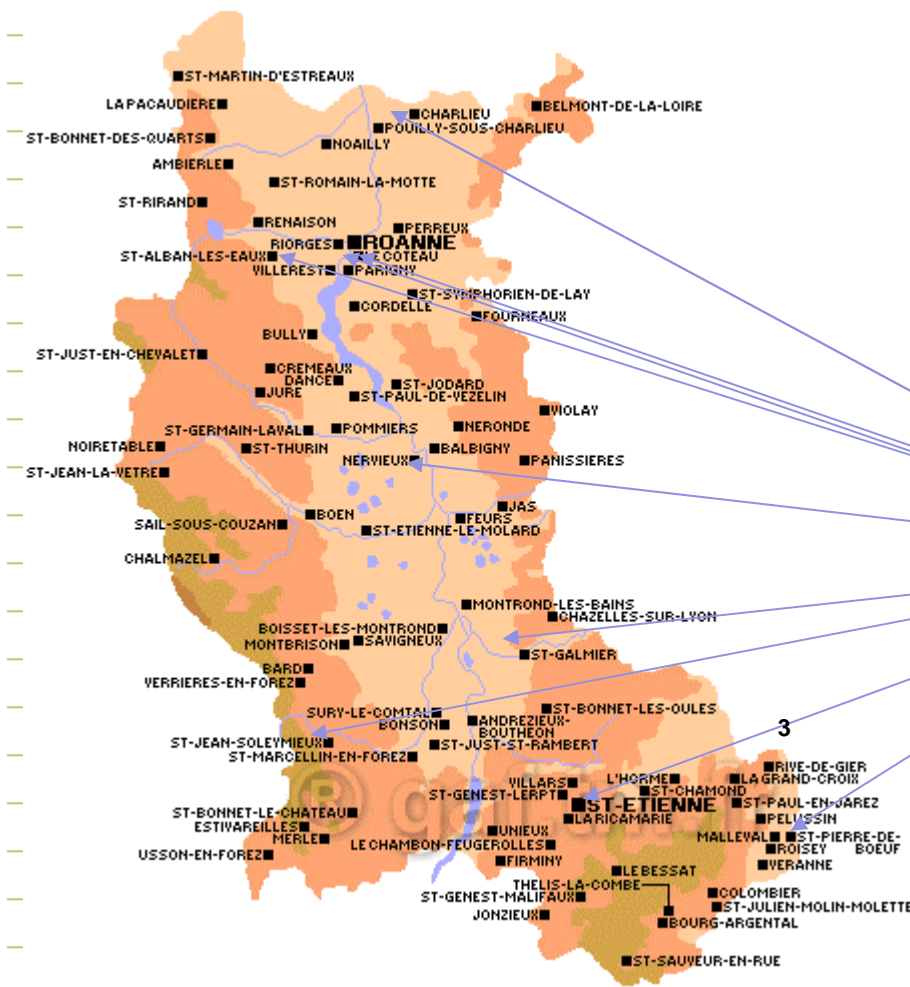 ST-MARTIN-D'ESTREAUX
LAPACAUDIERE
CHARLIEU
BELMONT-DE-LA-LOIRE
POUILLY-SOUS-CHARLIEU
ST-BONNET-DES-QUARTS
NOAILLY
AMBIERLE
ST-ROMAIN-LA-MOTTE
ST-RIRAND
RENAISON
PERREUX
RIORGES
ROANNE
ST-ALBAN-LES-EAUX
LE COTEAU
VILLEREST
PARIGNY
ST-SYMPHORIEN-DE-LAY
CORDELLE
FOURNEAUX
BULLY
ST-JUST-EN-CHEVALET
CREMEAUX
DANCE
ST-JODARD
JURE
ST-PAUL-DE-VEZELIN
VIOLAY
ST-GERMAIN-LAVAL
POMMIERS
NERONDE
NOIRETABLE
ST-THURIN
BALBIGNY
NERVIEUX
PANISSIERES
ST-JEAN-LA-VETRE
JAS
BOEN
FEURS
SAIL-SOUS-COUZAN
ST-ETIENNE-LE-MOLARD
CHALMAZEL
MONTROND-LES-BAINS
CHAZELLES-SUR-LYON
BOISSET-LES-MONTROND
MONTBRISON
SAVIGNEUX
ST-GALMIER
BARD
VERRIERES-EN-FOREZ
ST-BONNET-LES-OULES
SURY-LE-COMTAL
BONSON
ANDREZIEUX-
BOUTHEON
3
ST-JEAN-SOLEYMIEUX
ST-JUST-ST-RAMBERT
ST-MARCELLIN-EN-FOREZ
RIVE-DE-GIER
VILLARS
L'HORME
LA GRAND-CROIX
ST-GENEST-LERPT
ST-CHAMOND
ST-ETIENNE
ST-PAUL-EN-JAREZ
ST-BONNET-LE-CHATEAU
LA RICAMARIE
PELUSSIN
ESTIVAREILLES
UNIEUX
MALLEVAL
ST-PIERRE-DE-
BOEUF
MERLE
LE CHAMBON-FEUGEROLLES
ROISEY
USSON-EN-FOREZ
FIRMINY
VERANNE
LE BESSAT
THELIS-LA-COMBE
COLOMBIER
ST-GENEST-MALIFAUX
ST-JULIEN-MOLIN-MOLETTE
JONZIEUX
BOURG-ARGENTAL
ST-SAUVEUR-EN-RUE